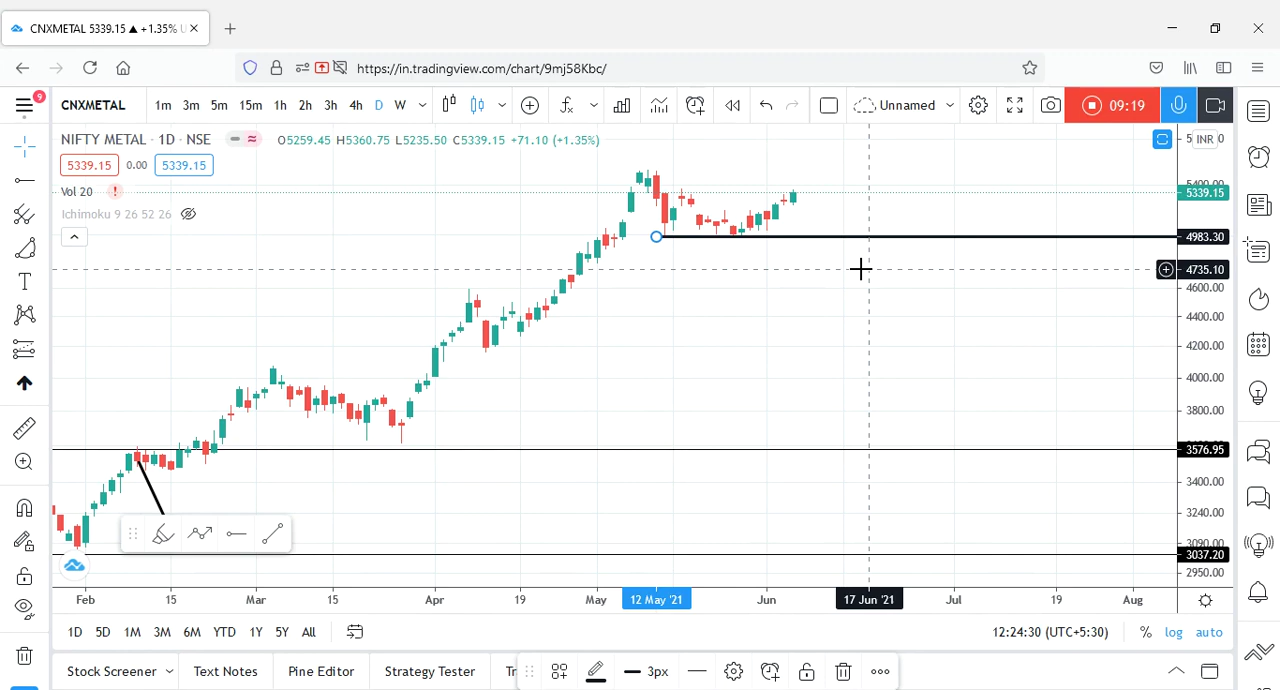 CNXMETAL 5339.15 ▲ +1.35% U
https://in.tradingview.com/chart/9mj58Kbc/
9
CNXMETAL 1m 3m 5m 15m 1h 2h 3h 4h D W Unnamed 09:19
NIFTY METAL · 1D · NSE O5259.45 H5360.75 L5235.50 C5339.15 +71.10 (+1.35%)
INR
5339.15 0.00 5339.15
5400.00
5339.15
Vol 20
Ichimoku 9 26 52 26
4983.30
4735.10
4600.00
4400.00
4200.00
4000.00
3800.00
3576.95
3400.00
3240.00
3090.00
3037.20
2950.00
Feb 15 Mar 15 Apr 19 May 12 May '21 Jun 17 Jun '21 Jul 19 Aug
1D 5D 1M 3M 6M YTD 1Y 5Y All 12:24:30 (UTC+5:30) % log auto
Stock Screener Text Notes Pine Editor Strategy Tester Tr 3px